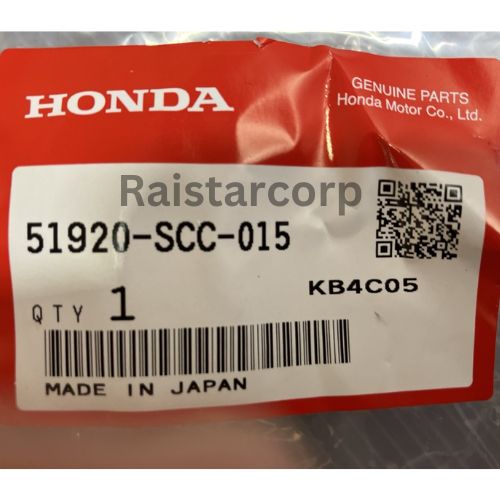 HONDA
GENUINE PARTS
Honda Motor Co., Ltd.
Raistarcorp
51920-SCC-015
KB4C05
QTY 1
MADE IN JAPAN